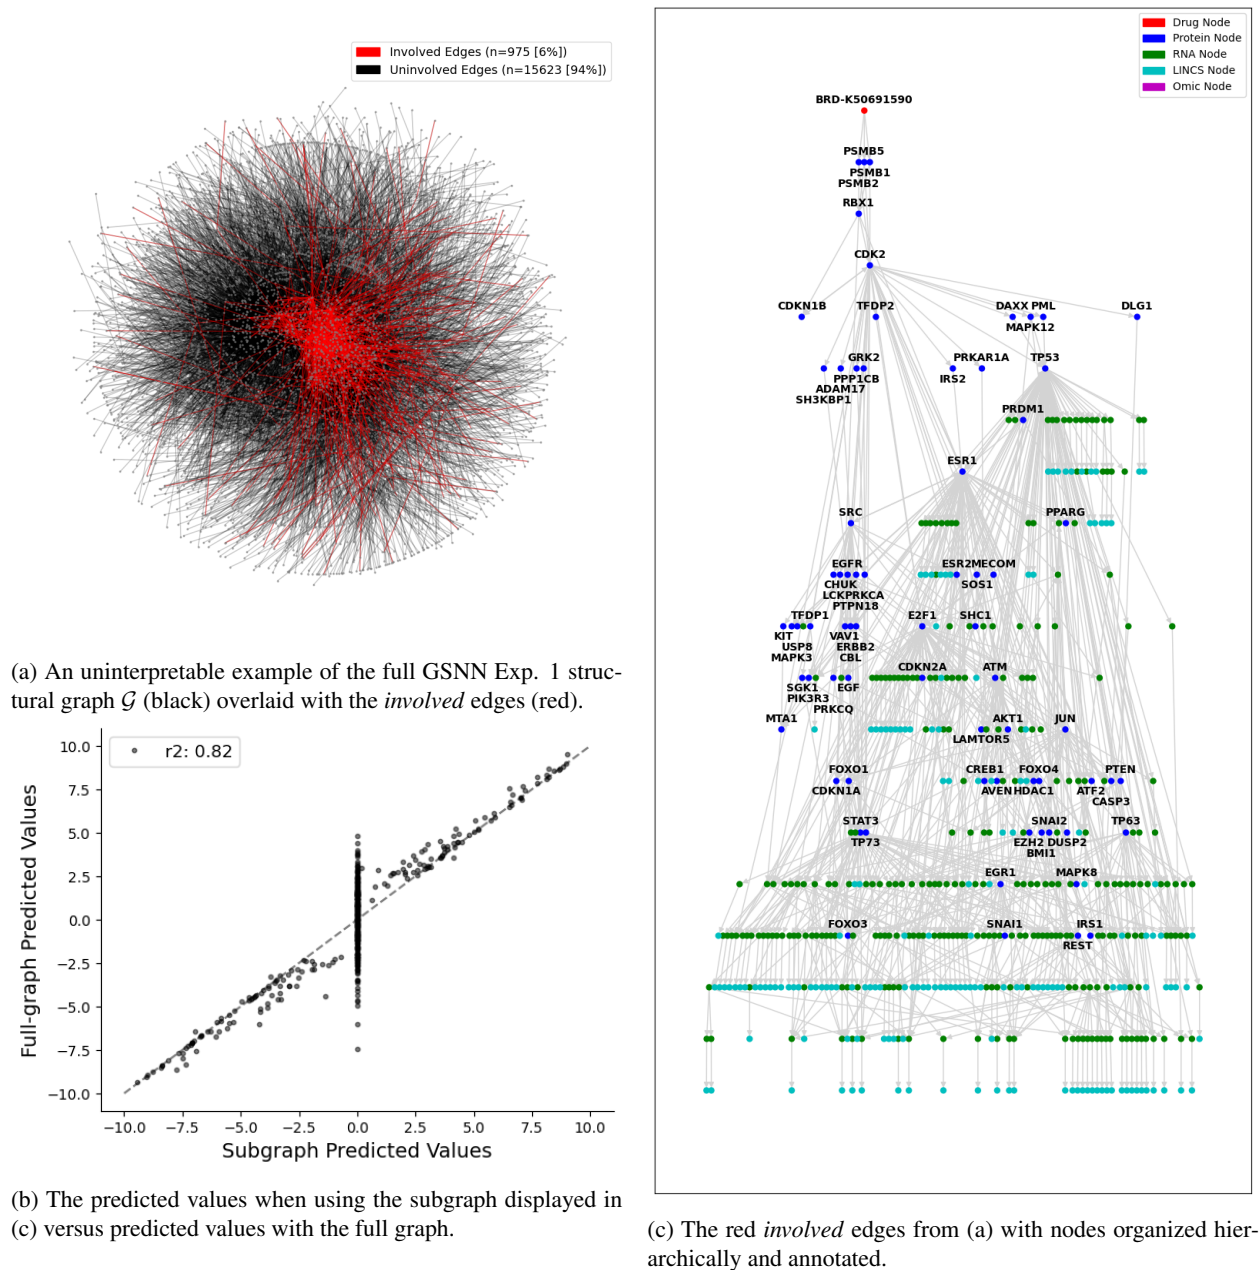 Involved Edges (n=975 [6%])
Uninvolved Edges (n=15623 [94%])
(a) An uninterpretable example of the full GSNN Exp. 1 struc-
tural graph 𝒢 (black) overlaid with the involved edges (red).
r2: 0.82
Full-graph Predicted Values
10.0
7.5
5.0
2.5
0.0
−2.5
−5.0
−7.5
−10.0
−10.0 −7.5 −5.0 −2.5 0.0 2.5 5.0 7.5 10.0
Subgraph Predicted Values
(b) The predicted values when using the subgraph displayed in
(c) versus predicted values with the full graph.
Drug Node
Protein Node
RNA Node
LINCS Node
Omic Node
BRD-K50691590
PSMB5
PSMB1
PSMB2
RBX1
CDK2
CDKN1B TFDP2 DAXX PML DLG1
MAPK12
GRK2 PRKAR1A TP53
PPP1CB IRS2
ADAM17
SH3KBP1
PRDM1
ESR1
SRC PPARG
EGFR ESR2 MECOM
CHUK SOS1
LCK PRKCA
PTPN18
TFDP1 E2F1 SHC1
KIT VAV1
USP8 ERBB2
MAPK3 CBL
CDKN2A ATM
SGK1 EGF
PIK3R3
PRKCQ
MTA1 AKT1 JUN
LAMTOR5
FOXO1 CREB1 FOXO4 PTEN
CDKN1A AVEN HDAC1 ATF2
CASP3
STAT3 SNAI2 TP63
TP73 EZH2 DUSP2
BMI1
EGR1 MAPK8
FOXO3 SNAI1 IRS1
REST
(c) The red involved edges from (a) with nodes organized hier-
archically and annotated.